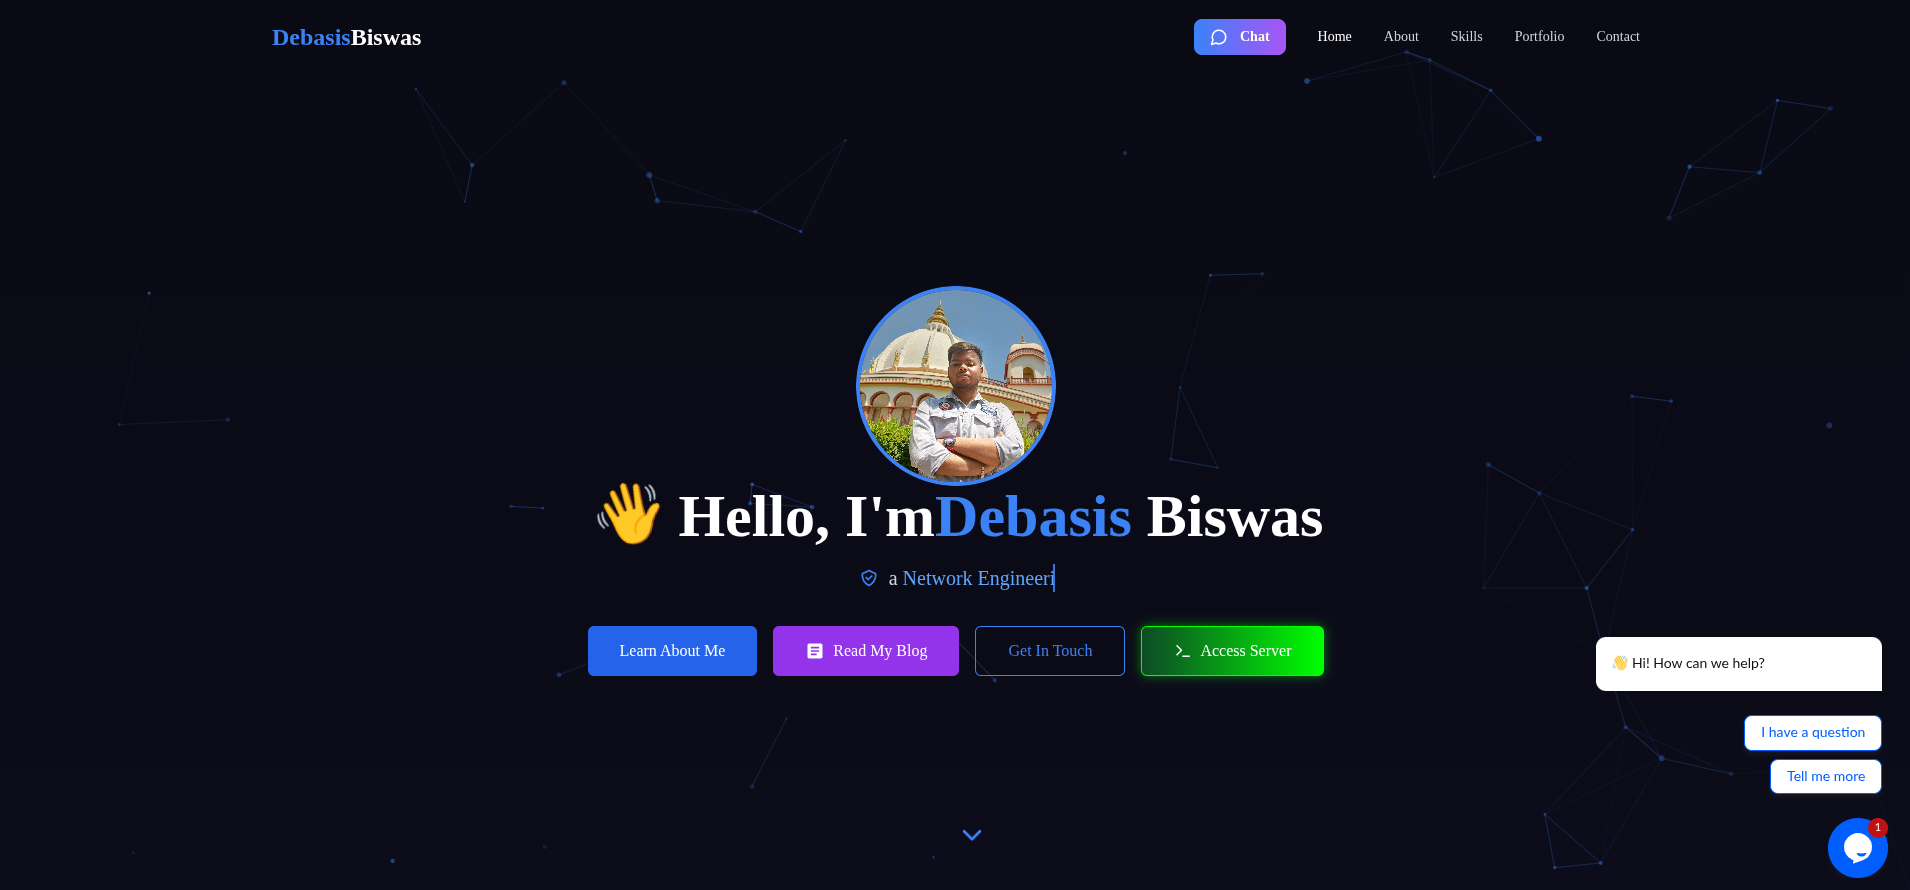 DebasisBiswas
Chat
Home
About
Skills
Portfolio
Contact
👋 Hello, I'mDebasis Biswas
a Network Engineeri
Learn About Me
Read My Blog
Get In Touch
Access Server
👋 Hi! How can we help?
I have a question
Tell me more
1